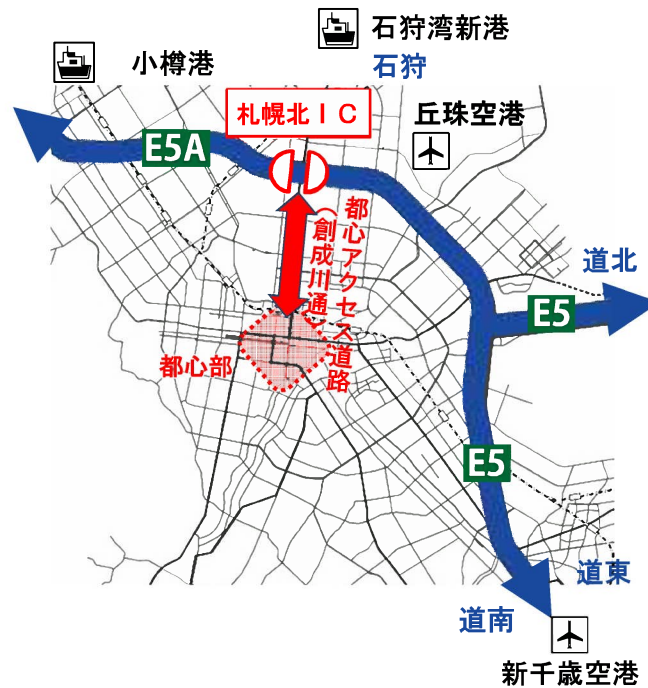 石狩湾新港
石狩
小樽港
札幌北IC
丘珠空港
E5A
都心アクセス道路
(創成川通)
道北
E5
都心部
E5
道東
道南
新千歳空港